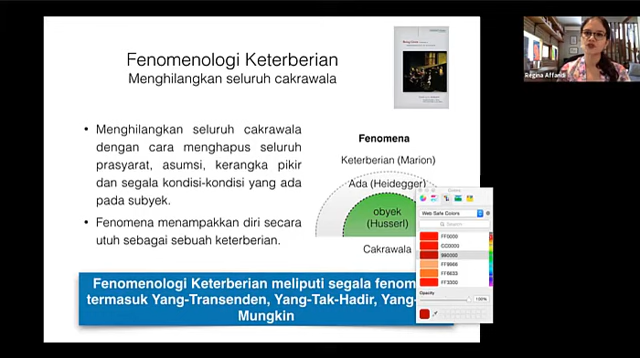 Fenomenologi Keterberian
Menghilangkan seluruh cakrawala
• Menghilangkan seluruh cakrawala
dengan cara menghapus seluruh
prasyarat, asumsi, kerangka pikir
dan segala kondisi-kondisi yang ada
pada subyek.
• Fenomena menampakkan diri secara
utuh sebagai sebuah keterberian.
Fenomena
Keterberian (Marion)
Ada (Heidegger)
obyek
(Husserl)
Cakrawala
Fenomenologi Keterberian meliputi segala fenom
termasuk Yang-Transenden, Yang-Tak-Hadir, Yang-
Mungkin
Regina Affandi
Colors
Web Safe Colors
Search
FF0000
CC0000
990000
FF9966
FF6633
FF3300
Opacity
100%